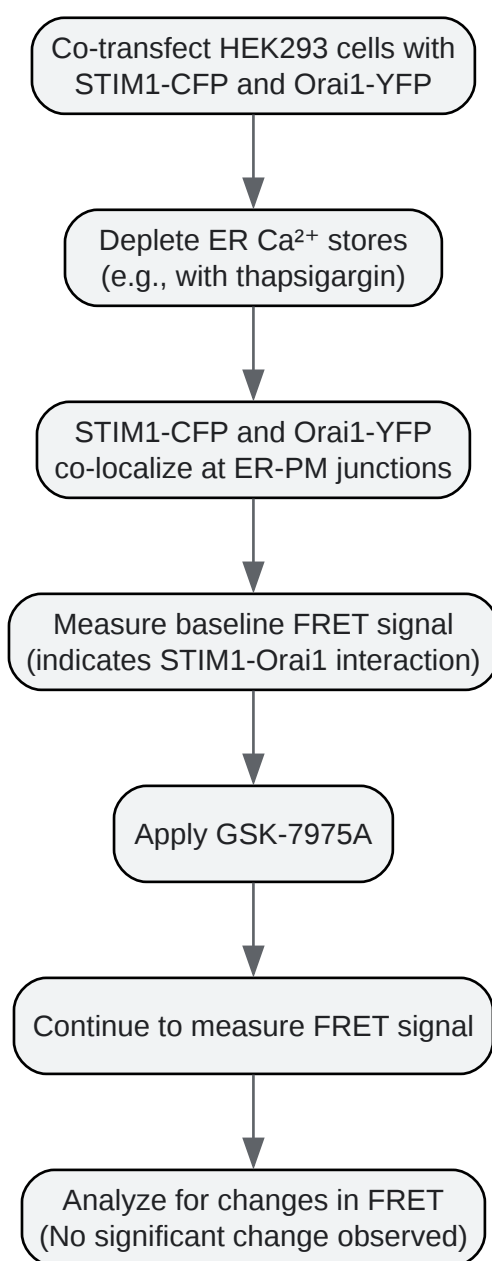 Co-transfect HEK293 cells with
STIM1-CFP and Orai1-YFP
Deplete ER Ca²⁺ stores
(e.g., with thapsigargin)
STIM1-CFP and Orai1-YFP
co-localize at ER-PM junctions
Measure baseline FRET signal
(indicates STIM1-Orai1 interaction)
Apply GSK-7975A
Continue to measure FRET signal
Analyze for changes in FRET
(No significant change observed)